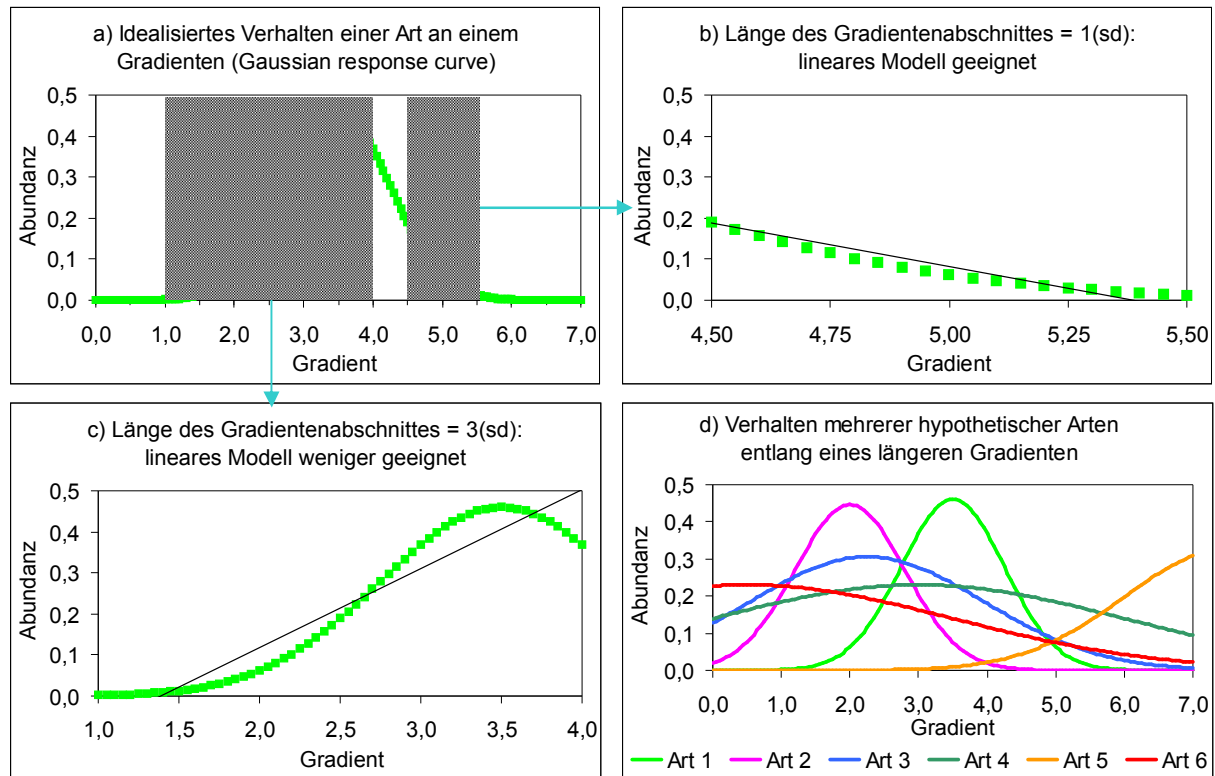 a) Idealisiertes Verhalten einer Art an einem
Gradienten (Gaussian response curve)
Abundanz
0,5
0,4
0,3
0,2
0,1
0,0
0,0 1,0 2,0 3,0 4,0 5,0 6,0 7,0
Gradient
b) Länge des Gradientenabschnittes = 1(sd):
lineares Modell geeignet
Abundanz
0,5
0,4
0,3
0,2
0,1
0,0
4,50 4,75 5,00 5,25 5,50
Gradient
c) Länge des Gradientenabschnittes = 3(sd):
lineares Modell weniger geeignet
Abundanz
0,5
0,4
0,3
0,2
0,1
0,0
1,0 1,5 2,0 2,5 3,0 3,5 4,0
Gradient
d) Verhalten mehrerer hypothetischer Arten
entlang eines längeren Gradienten
Abundanz
0,5
0,4
0,3
0,2
0,1
0,0
0,0 1,0 2,0 3,0 4,0 5,0 6,0 7,0
Gradient
Art 1 Art 2 Art 3 Art 4 Art 5 Art 6